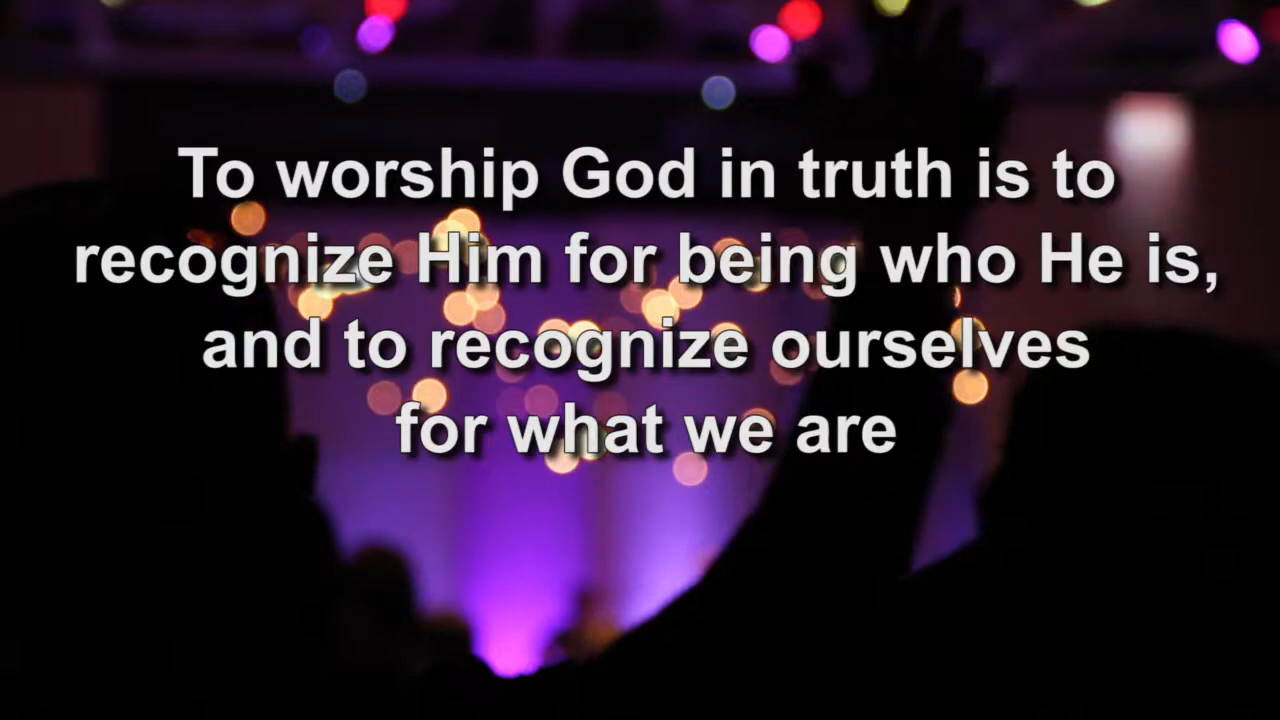 To worship God in truth is to
recognize Him for being who He is,
and to recognize ourselves
for what we are